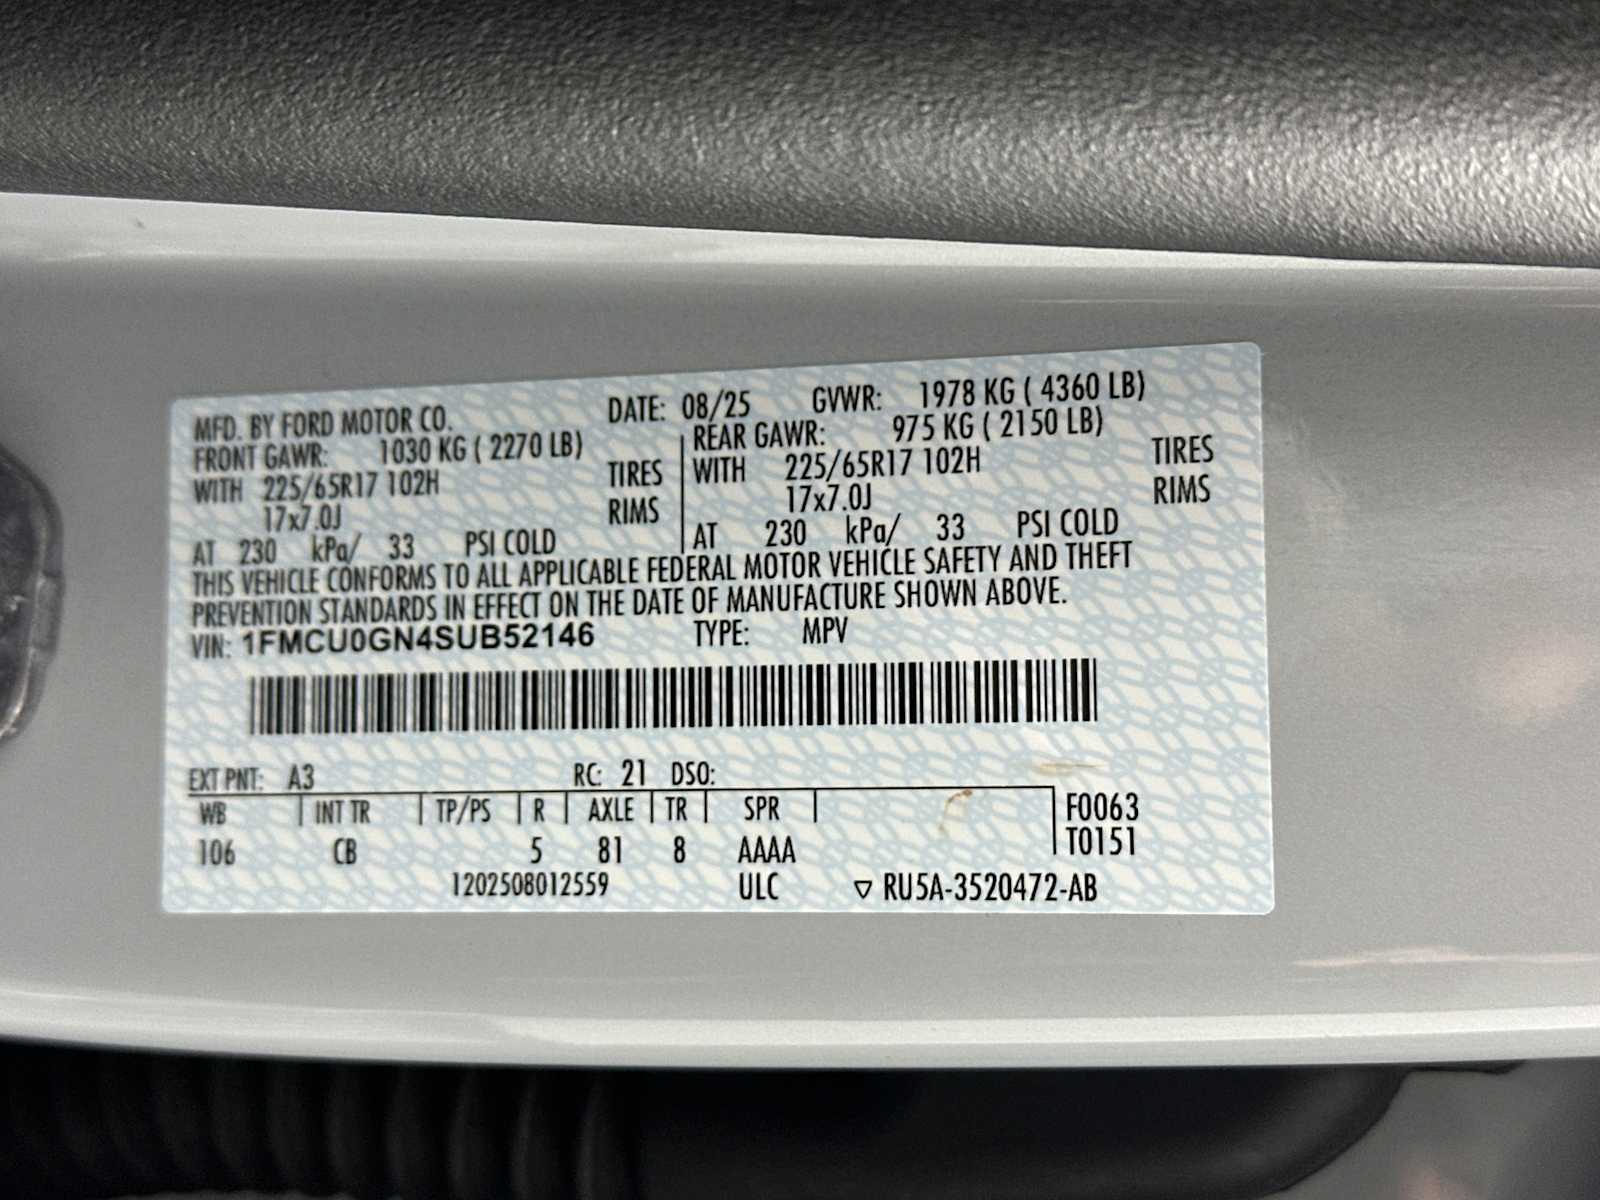 MFD. BY FORD MOTOR CO. DATE: 08/25 GVWR: 1978 KG ( 4360 LB)
FRONT GAWR: 1030 KG ( 2270 LB) REAR GAWR: 975 KG ( 2150 LB)
WITH 225/65R17 102H TIRES WITH 225/65R17 102H TIRES
17x7.0J RIMS 17x7.0J RIMS
AT 230 kPa/ 33 PSI COLD AT 230 kPa/ 33 PSI COLD
THIS VEHICLE CONFORMS TO ALL APPLICABLE FEDERAL MOTOR VEHICLE SAFETY AND THEFT
PREVENTION STANDARDS IN EFFECT ON THE DATE OF MANUFACTURE SHOWN ABOVE.
VIN: 1FMCU0GN4SUB52146 TYPE: MPV
EXT PNT: A3 RC: 21 DSO:
WB INT TR TP/PS R AXLE TR SPR F0063
106 CB 5 81 8 AAAA T0151
1202508012559 ULC ▽ RU5A-3520472-AB